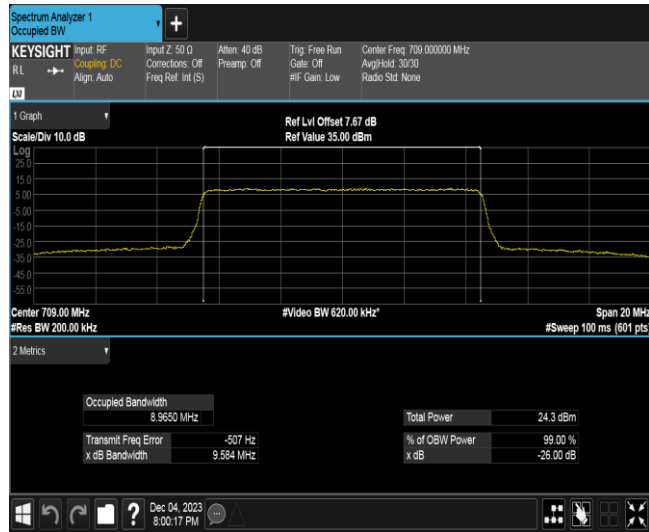 Spectrum Analyzer 1
Occupied BW
+
KEYSIGHT
RL
LXI
Input: RF
Coupling: DC
Align: Auto
Input Z: 50 Ω
Corrections: Off
Freq Ref: Int (S)
Atten: 40 dB
Preamp: Off
Trig: Free Run
Gate: Off
#IF Gain: Low
Center Freq: 709.000000 MHz
Avg|Hold: 30/30
Radio Std: None
1 Graph
Scale/Div 10.0 dB
Ref Lvl Offset 7.67 dB
Ref Value 35.00 dBm
Log
25.0
15.0
5.00
-5.00
-15.0
-25.0
-35.0
-45.0
-55.0
Center 709.00 MHz
#Res BW 200.00 kHz
#Video BW 620.00 kHz*
Span 20 MHz
#Sweep 100 ms (601 pts)
2 Metrics
Occupied Bandwidth
8.9650 MHz
Transmit Freq Error -507 Hz
x dB Bandwidth 9.584 MHz
Total Power 24.3 dBm
% of OBW Power 99.00 %
x dB -26.00 dB
?
Dec 04, 2023
8:00:17 PM